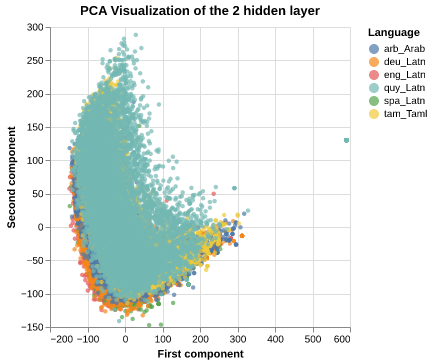 PCA Visualization of the 2 hidden layer
Second component
300
250
200
150
100
50
0
−50
−100
−150
−200 −100 0 100 200 300 400 500 600
First component
Language
arb_Arab
deu_Latn
eng_Latn
quy_Latn
spa_Latn
tam_Taml